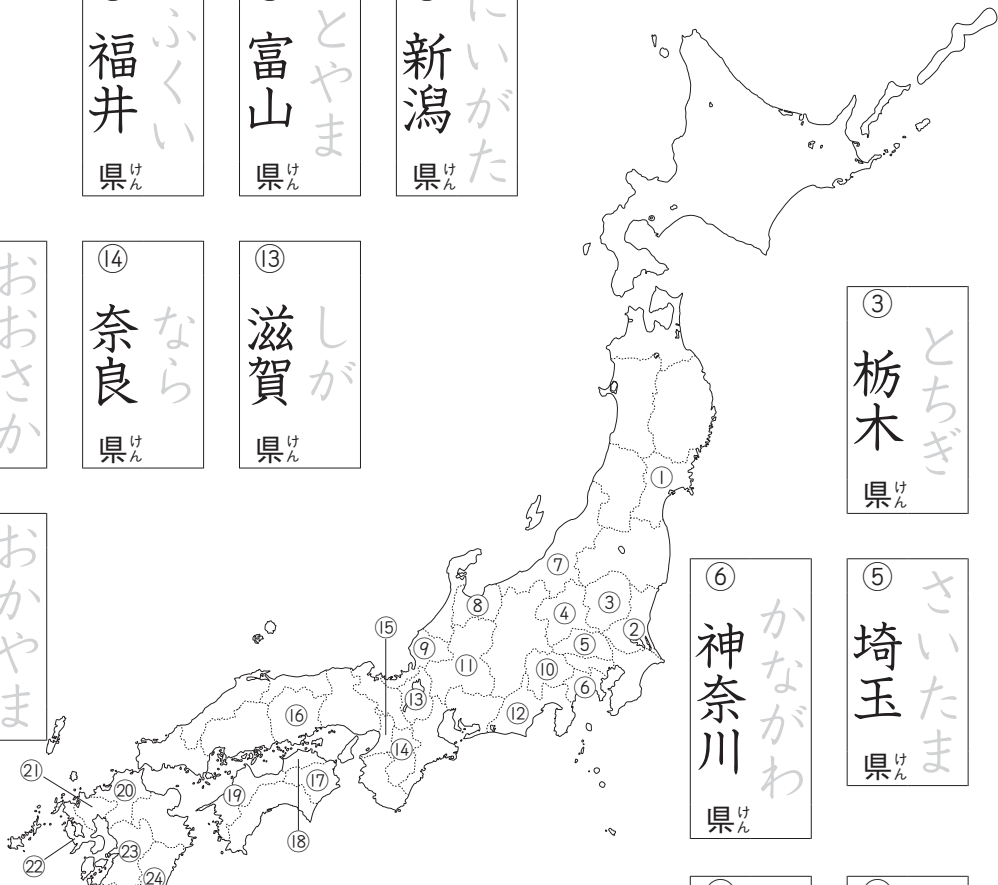 にいがた
新潟
県
けん
とやま
富山
県
けん
ふくい
福井
県
けん
⑬
しが
滋賀
県
けん
⑭
なら
奈良
県
けん
おおさか
おかやま
③
とちぎ
栃木
県
けん
⑤
さいたま
埼玉
県
けん
⑥
かながわ
神奈川
県
けん
①
⑦
③
④
②
⑤
⑧
⑨
⑪
⑩
⑥
⑮
⑬
⑫
⑯
⑭
⑰
⑲
⑱
⑳
㉑
㉒
㉓
㉔